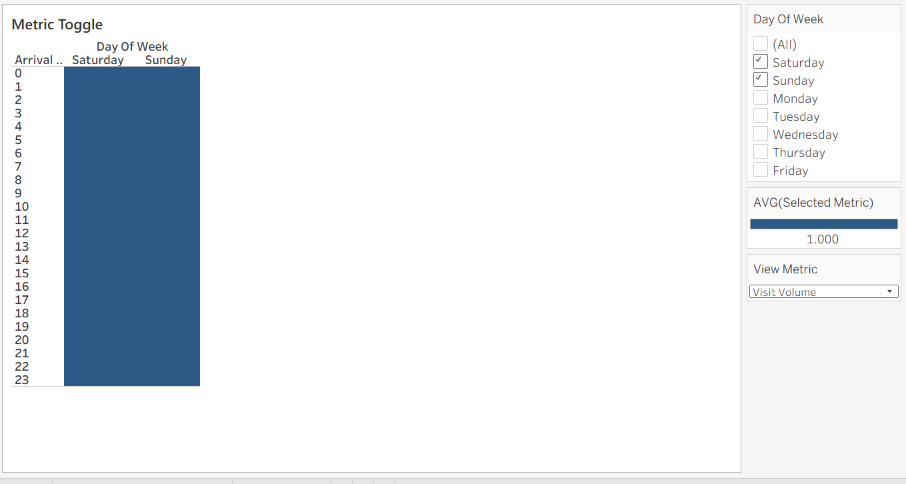 Metric Toggle
Day Of Week
Arrival .. Saturday Sunday
0
1
2
3
4
5
6
7
8
9
10
11
12
13
14
15
16
17
18
19
20
21
22
23
Day Of Week
(All)
Saturday
Sunday
Monday
Tuesday
Wednesday
Thursday
Friday
AVG(Selected Metric)
1.000
View Metric
Visit Volume